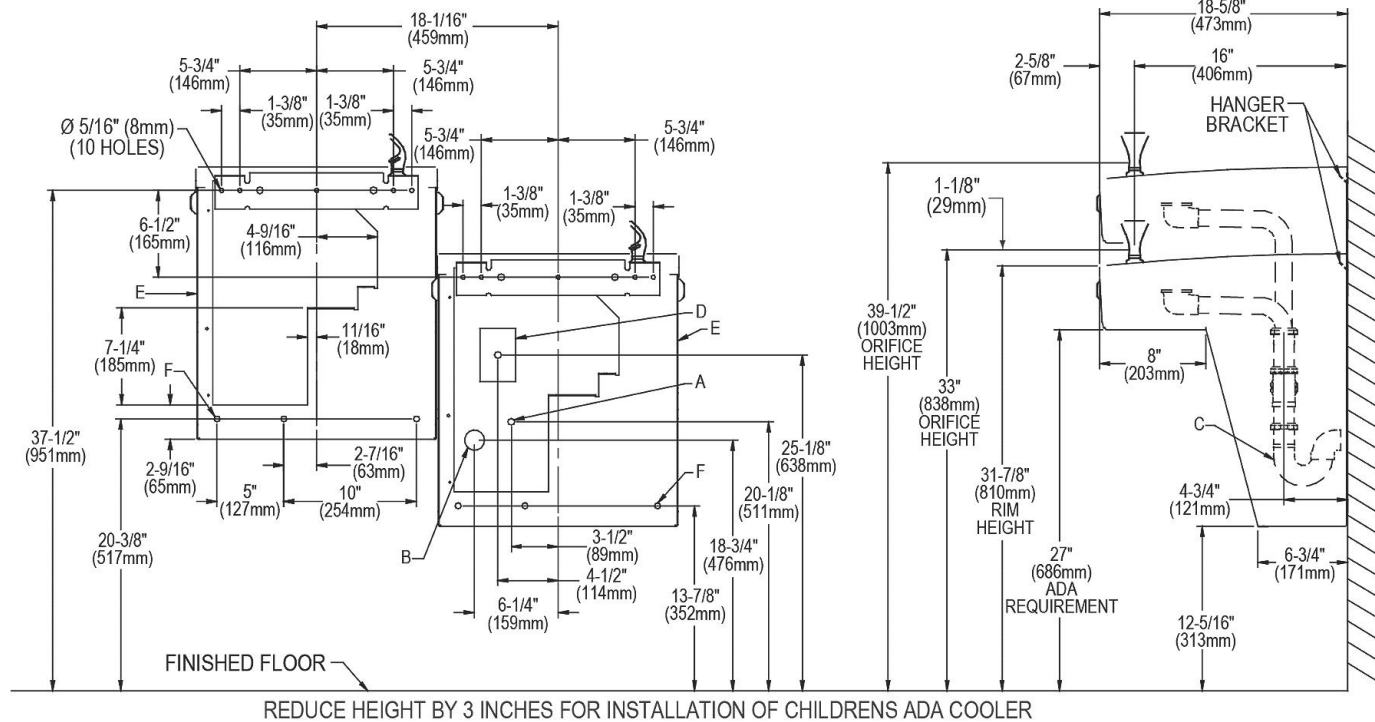 18-1/16"
(459mm)
5-3/4"
(146mm)
5-3/4"
(146mm)
1-3/8"
(35mm)
1-3/8"
(35mm)
Ø 5/16" (8mm)
(10 HOLES)
5-3/4"
(146mm)
5-3/4"
(146mm)
1-3/8"
(35mm)
1-3/8"
(35mm)
6-1/2"
(165mm)
4-9/16"
(116mm)
E
11/16"
(18mm)
7-1/4"
(185mm)
F
D
E
A
37-1/2"
(951mm)
2-9/16"
(65mm)
2-7/16"
(63mm)
5"
(127mm)
10"
(254mm)
20-3/8"
(517mm)
B
F
25-1/8"
(638mm)
20-1/8"
(511mm)
18-3/4"
(476mm)
3-1/2"
(89mm)
4-1/2"
(114mm)
6-1/4"
(159mm)
13-7/8"
(352mm)
18-5/8"
(473mm)
2-5/8"
(67mm)
16"
(406mm)
HANGER
BRACKET
1-1/8"
(29mm)
39-1/2"
(1003mm)
ORIFICE
HEIGHT
8"
(203mm)
33"
(838mm)
ORIFICE
HEIGHT
C
31-7/8"
(810mm)
RIM
HEIGHT
4-3/4"
(121mm)
27"
(686mm)
ADA
REQUIREMENT
6-3/4"
(171mm)
12-5/16"
(313mm)
FINISHED FLOOR
REDUCE HEIGHT BY 3 INCHES FOR INSTALLATION OF CHILDRENS ADA COOLER